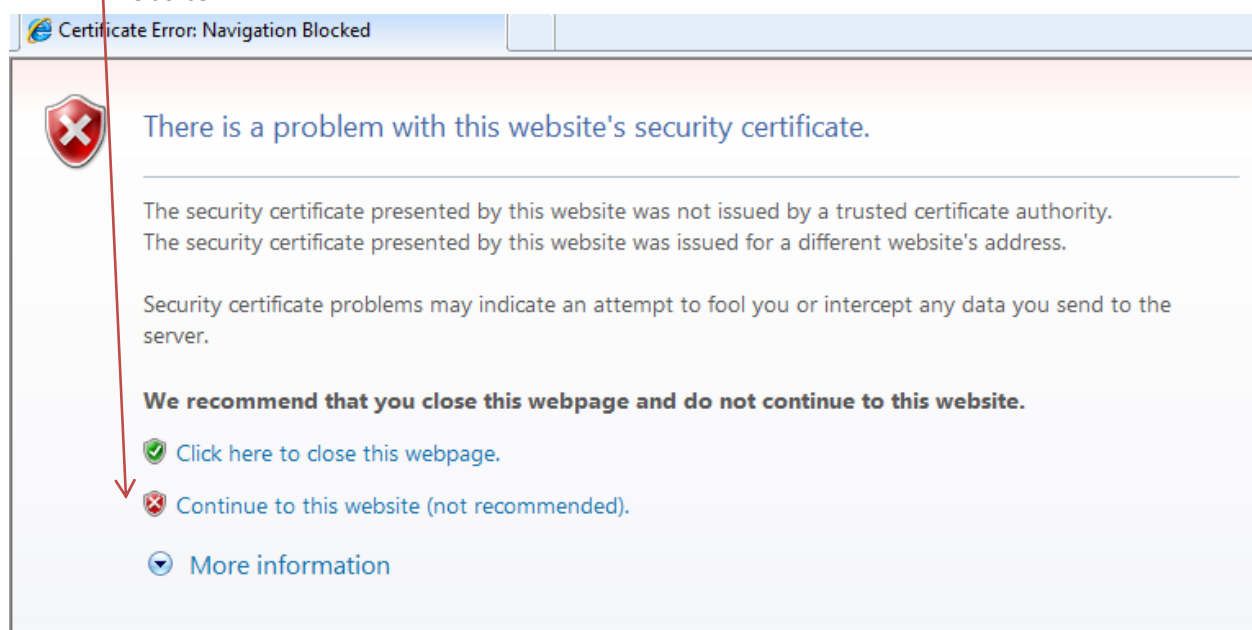 Certificate Error: Navigation Blocked
There is a problem with this website's security certificate.
The security certificate presented by this website was not issued by a trusted certificate authority.
The security certificate presented by this website was issued for a different website's address.
Security certificate problems may indicate an attempt to fool you or intercept any data you send to the
server.
We recommend that you close this webpage and do not continue to this website.
Click here to close this webpage.
Continue to this website (not recommended).
More information